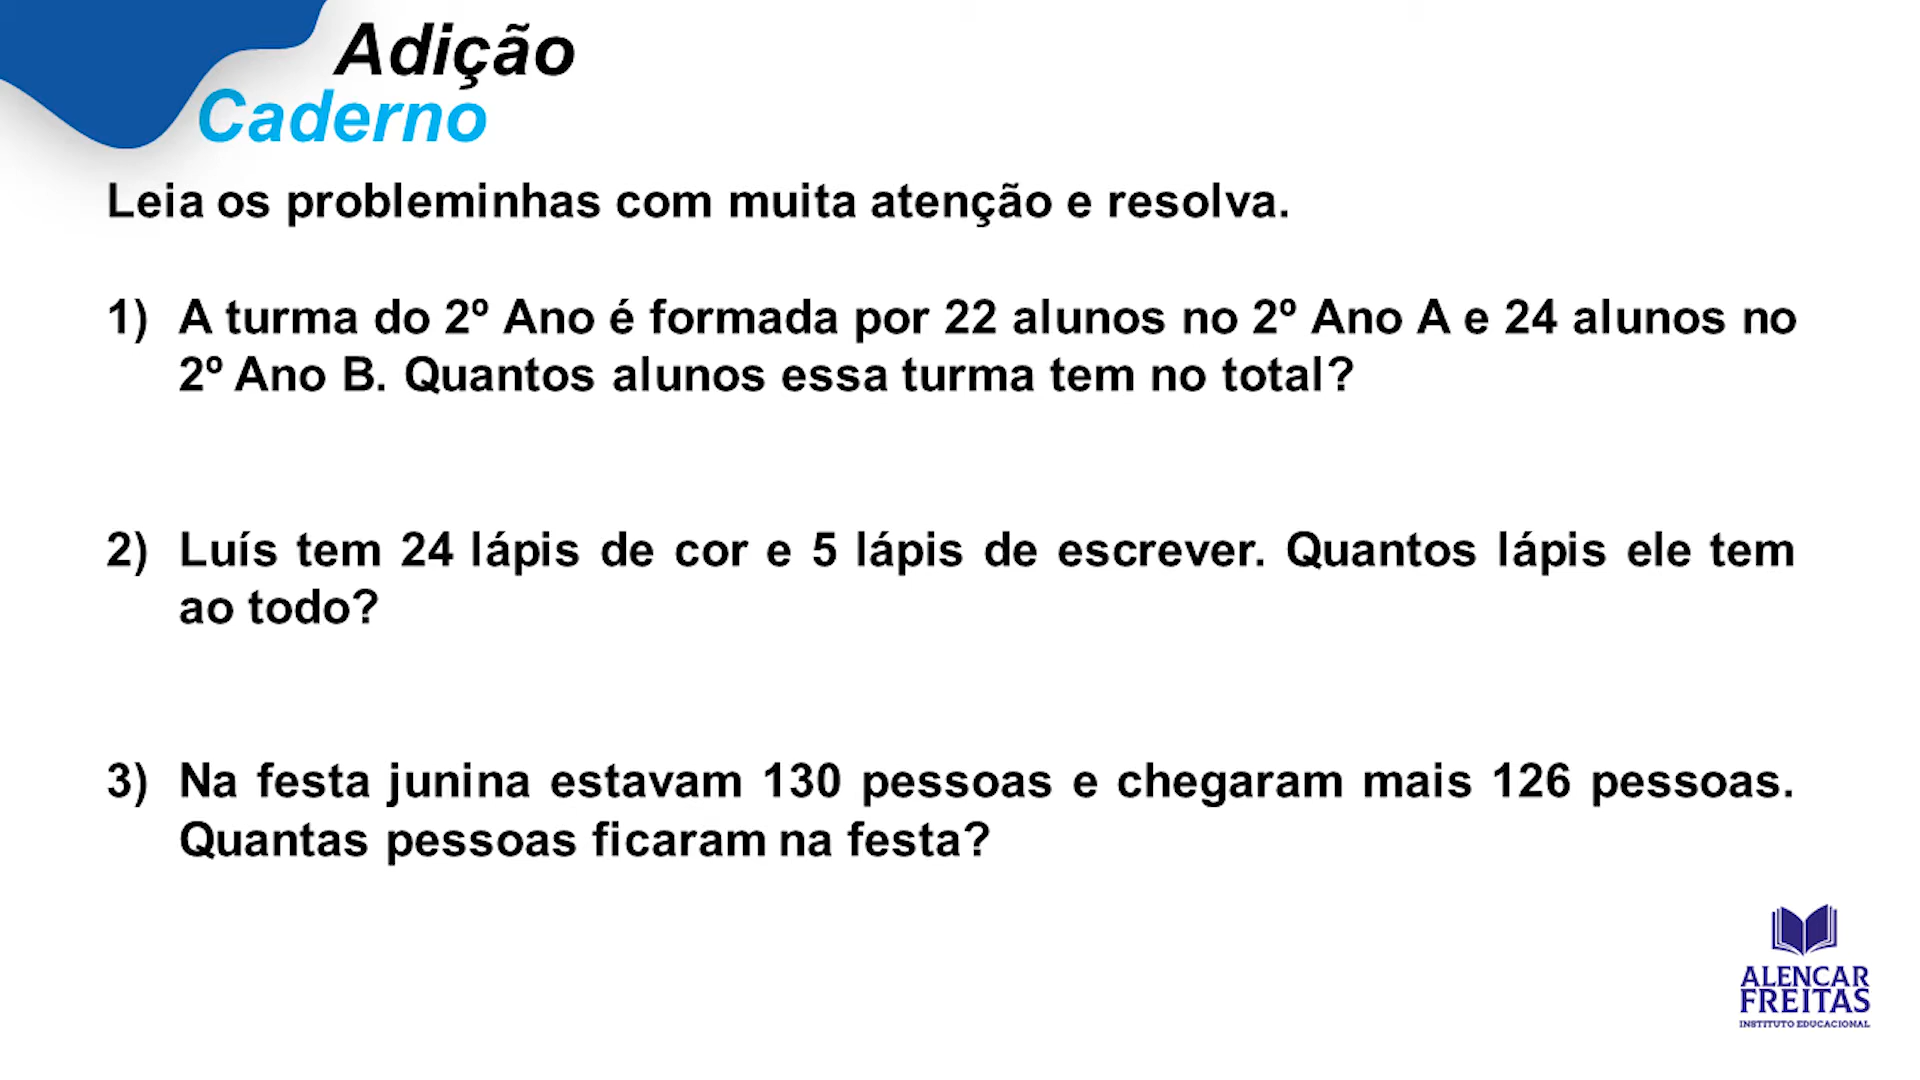 Adição
Caderno
Leia os probleminhas com muita atenção e resolva.
1) A turma do 2º Ano é formada por 22 alunos no 2º Ano A e 24 alunos no
2º Ano B. Quantos alunos essa turma tem no total?
2) Luís tem 24 lápis de cor e 5 lápis de escrever. Quantos lápis ele tem
ao todo?
3) Na festa junina estavam 130 pessoas e chegaram mais 126 pessoas.
Quantas pessoas ficaram na festa?
ALENCAR
FREITAS
INSTITUTO EDUCACIONAL